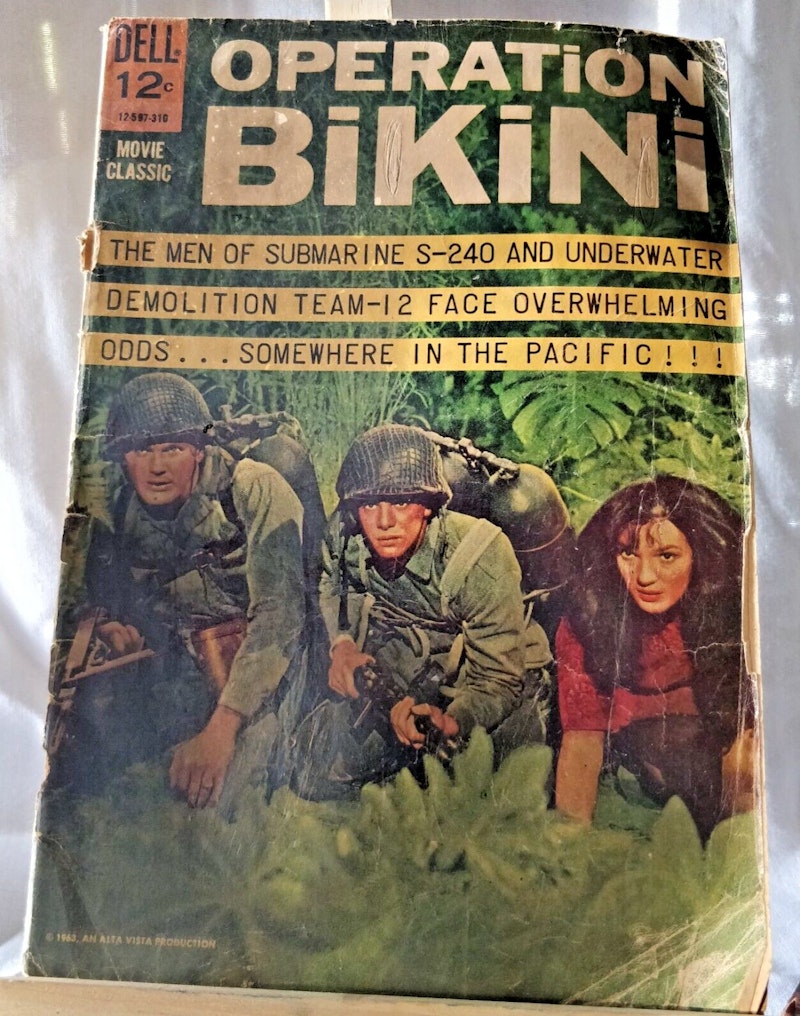 DELL®
12c
12-597-310
MOVIE
CLASSIC
OPERATiON
BiKiNi
THE MEN OF SUBMARINE S-240 AND UNDERWATER
DEMOLITION TEAM-12 FACE OVERWHELMING
ODDS...SOMEWHERE IN THE PACIFIC!!!
© 1963, AN ALTA VISTA PRODUCTION